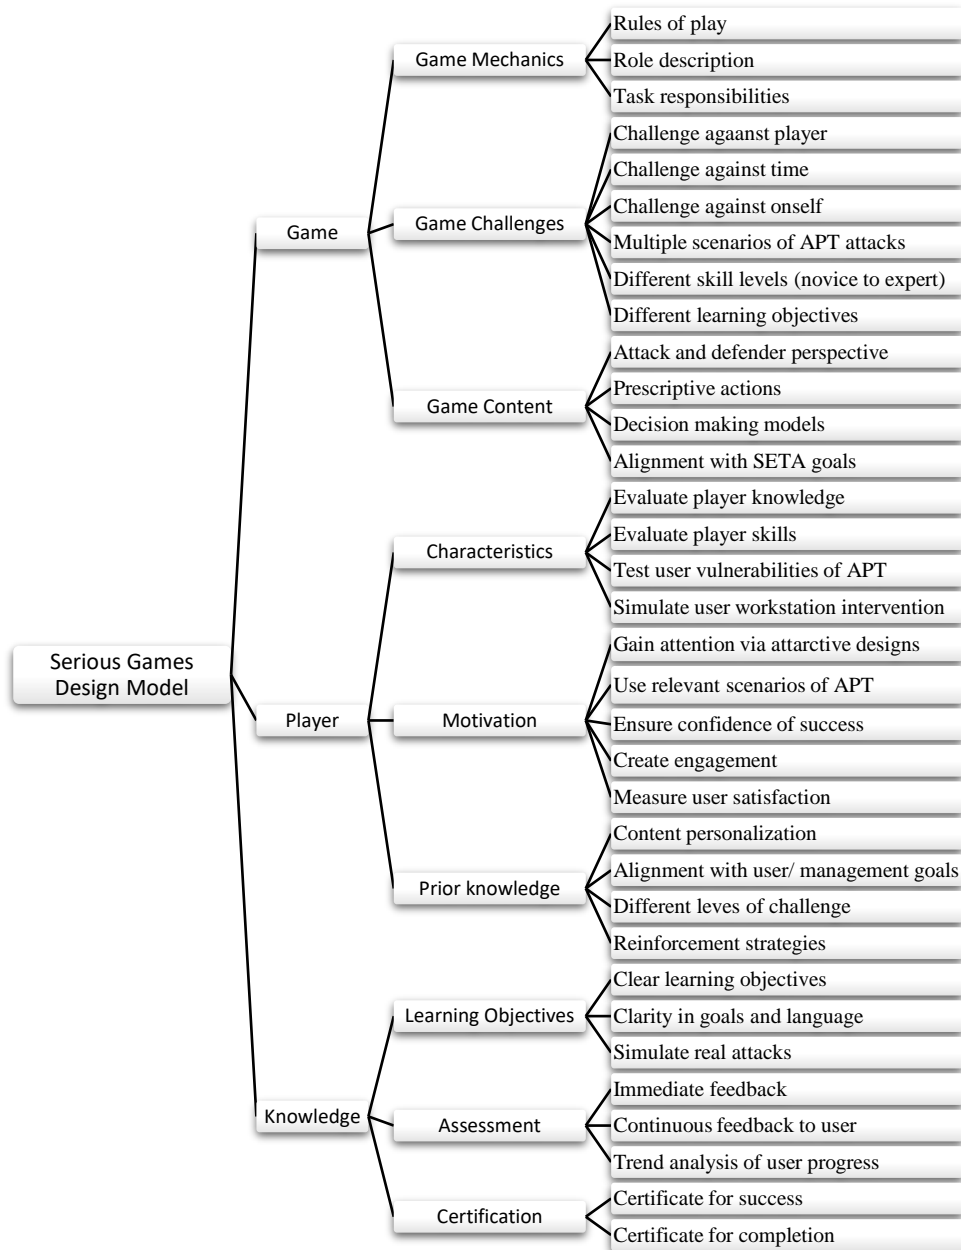 Serious Games
Design Model
Game
Game Mechanics
Rules of play
Role description
Task responsibilities
Game Challenges
Challenge agaanst player
Challenge against time
Challenge against onself
Multiple scenarios of APT attacks
Different skill levels (novice to expert)
Different learning objectives
Game Content
Attack and defender perspective
Prescriptive actions
Decision making models
Alignment with SETA goals
Player
Characteristics
Evaluate player knowledge
Evaluate player skills
Test user vulnerabilities of APT
Simulate user workstation intervention
Motivation
Gain attention via attarctive designs
Use relevant scenarios of APT
Ensure confidence of success
Create engagement
Measure user satisfaction
Prior knowledge
Content personalization
Alignment with user/ management goals
Different leves of challenge
Reinforcement strategies
Knowledge
Learning Objectives
Clear learning objectives
Clarity in goals and language
Simulate real attacks
Assessment
Immediate feedback
Continuous feedback to user
Trend analysis of user progress
Certification
Certificate for success
Certificate for completion